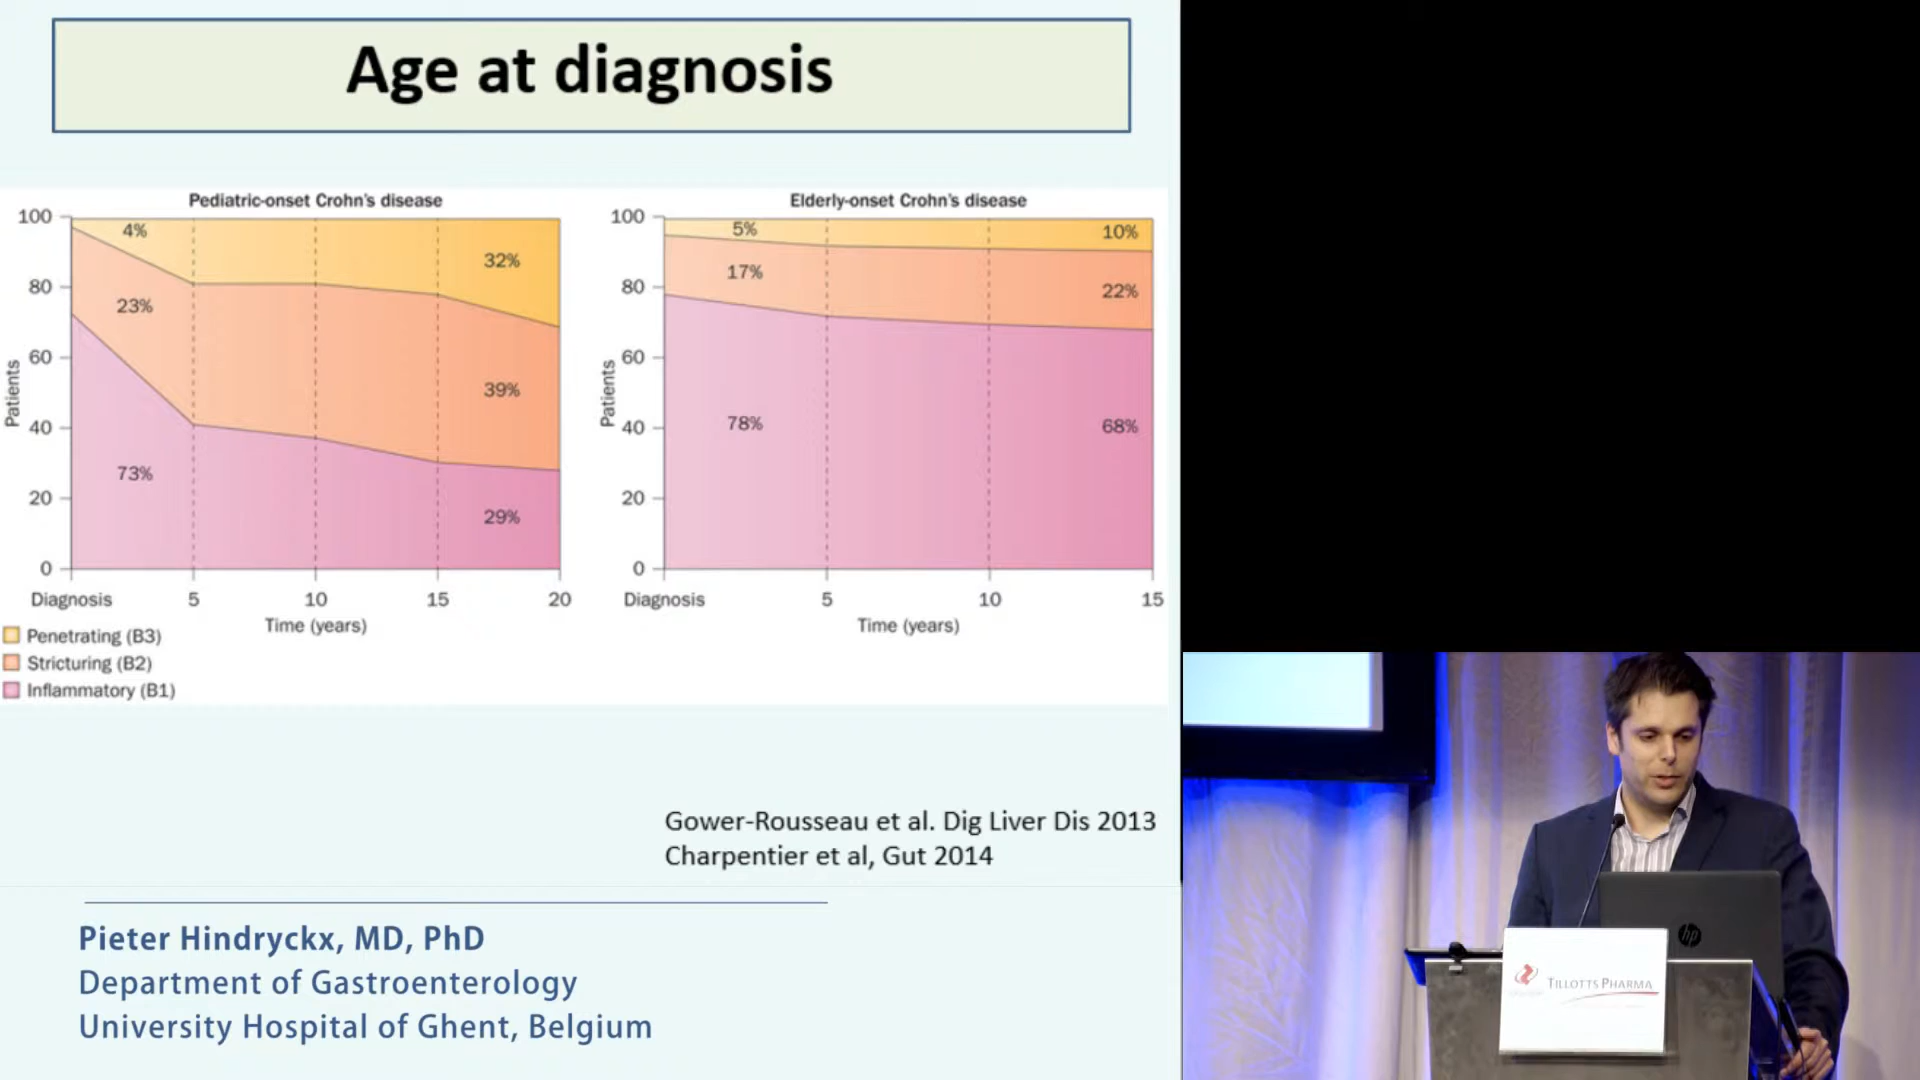 Age at diagnosis
Pediatric-onset Crohn's disease
100
80
60
40
20
0
Patients
4%
23%
73%
32%
39%
29%
Diagnosis 5 10 15 20
Time (years)
Penetrating (B3)
Stricturing (B2)
Inflammatory (B1)
Elderly-onset Crohn's disease
100
80
60
40
20
0
Patients
5%
17%
78%
10%
22%
68%
Diagnosis 5 10 15
Time (years)
Gower-Rousseau et al. Dig Liver Dis 2013
Charpentier et al, Gut 2014
Pieter Hindryckx, MD, PhD
Department of Gastroenterology
University Hospital of Ghent, Belgium
hp
TILLOTTS PHARMA